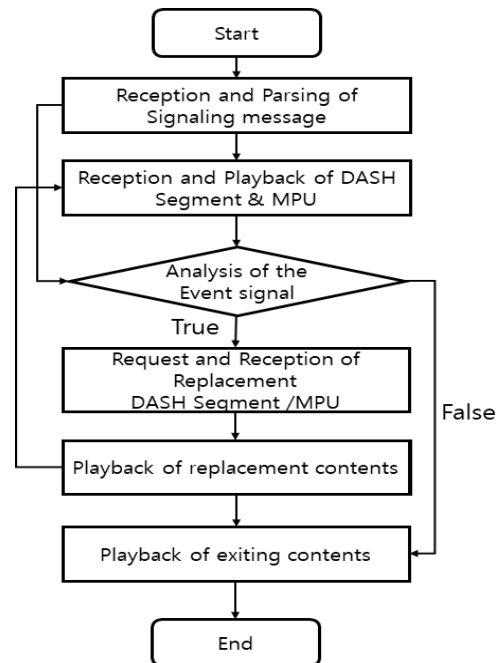 Start
Reception and Parsing of
Signaling message
Reception and Playback of DASH
Segment & MPU
Analysis of the
Event signal
True
Request and Reception of
Replacement
DASH Segment /MPU
False
Playback of replacement contents
Playback of exiting contents
End